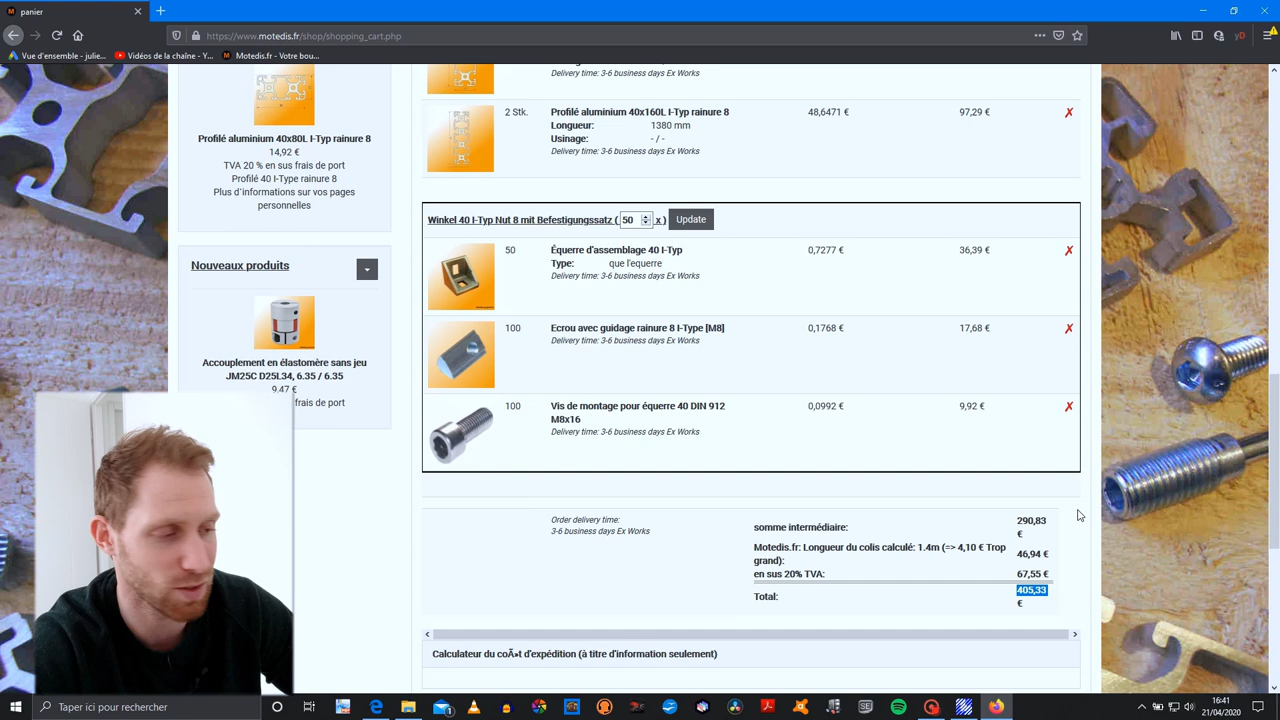 panier
https://www.motedis.fr/shop/shopping_cart.php
Vue d'ensemble - julie...
Vidéos de la chaîne - Y...
Motedis.fr - Votre bou...
Profilé aluminium 40x80L I-Typ rainure 8
14,92 €
TVA 20 % en sus frais de port
Profilé 40 I-Type rainure 8
Plus d'informations sur vos pages
personnelles
Nouveaux produits
Accouplement en élastomère sans jeu
JM25C D25L34, 6.35 / 6.35
9,47 €
frais de port
Delivery time: 3-6 business days Ex Works
2 Stk.
Profilé aluminium 40x160L I-Typ rainure 8
48,6471 €
97,29 €
Longueur: 1380 mm
Usinage: - / -
Delivery time: 3-6 business days Ex Works
Winkel 40 I-Typ Nut 8 mit Befestigungssatz ( 50 x ) Update
50
Équerre d'assemblage 40 I-Typ
0,7277 €
36,39 €
Type: que l'equerre
Delivery time: 3-6 business days Ex Works
100
Ecrou avec guidage rainure 8 I-Type [M8]
0,1768 €
17,68 €
Delivery time: 3-6 business days Ex Works
100
Vis de montage pour équerre 40 DIN 912
M8x16
0,0992 €
9,92 €
Delivery time: 3-6 business days Ex Works
Order delivery time:
3-6 business days Ex Works
somme intermédiaire:
290,83
€
Motedis.fr: Longueur du colis calculé: 1.4m (=> 4,10 € Trop
grand):
46,94 €
en sus 20% TVA:
67,55 €
Total:
405,33
€
Calculateur du coÃ»t d'expédition (à titre d'information seulement)
Taper ici pour rechercher
16:41
21/04/2020